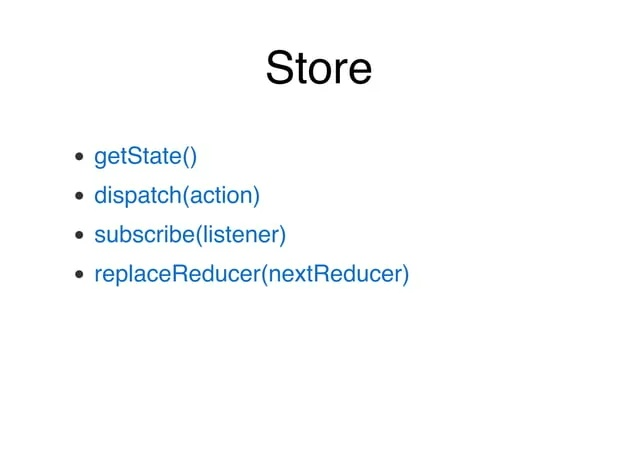 Store
• getState()
• dispatch(action)
• subscribe(listener)
• replaceReducer(nextReducer)